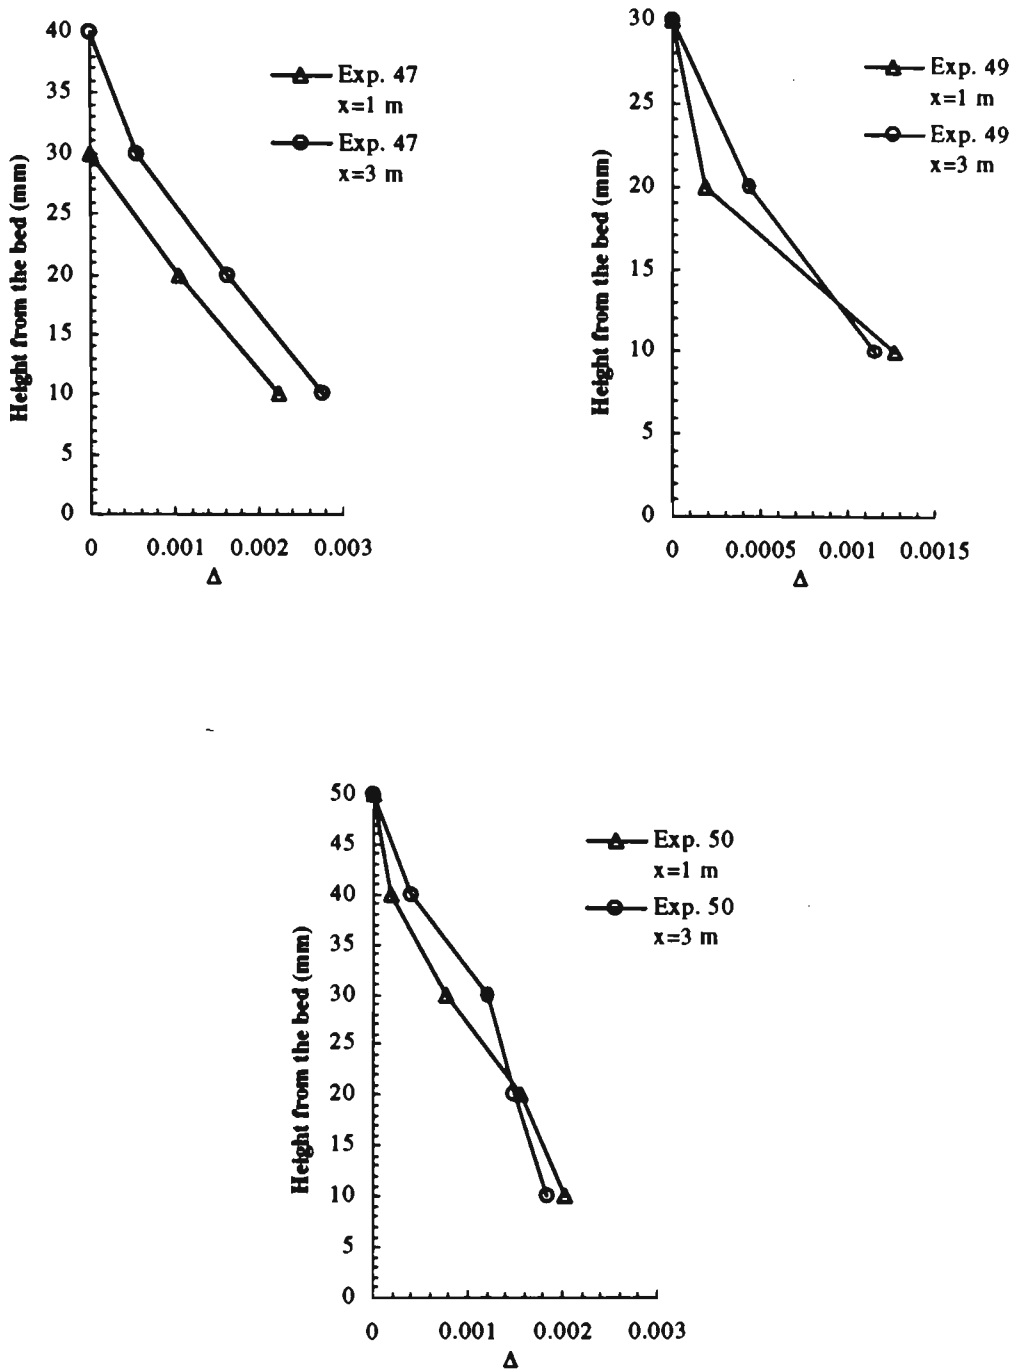 40
35
30
25
20
15
10
5
0
Height from the bed (mm)
0 0.001 0.002 0.003
Δ
Exp. 47
x=1 m
Exp. 47
x=3 m
30
25
20
15
10
5
0
Height from the bed (mm)
0 0.0005 0.001 0.0015
Δ
Exp. 49
x=1 m
Exp. 49
x=3 m
50
45
40
35
30
25
20
15
10
5
0
Height from the bed (mm)
0 0.001 0.002 0.003
Δ
Exp. 50
x=1 m
Exp. 50
x=3 m